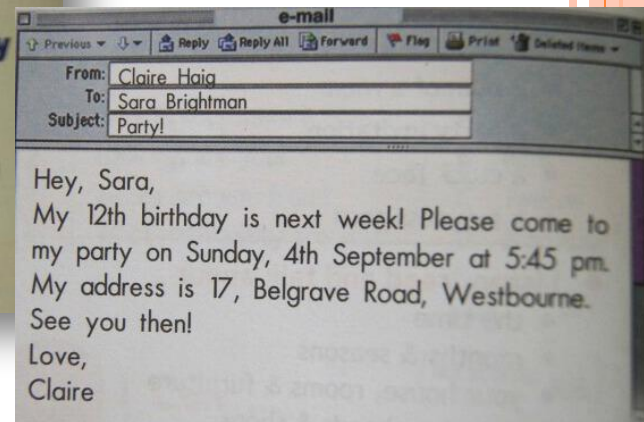 e-mail
Previous Reply Reply All Forward Flag Print Deleted Items
From: Claire Haig
To: Sara Brightman
Subject: Party!
Hey, Sara,
My 12th birthday is next week! Please come to
my party on Sunday, 4th September at 5:45 pm.
My address is 17, Belgrave Road, Westbourne.
See you then!
Love,
Claire